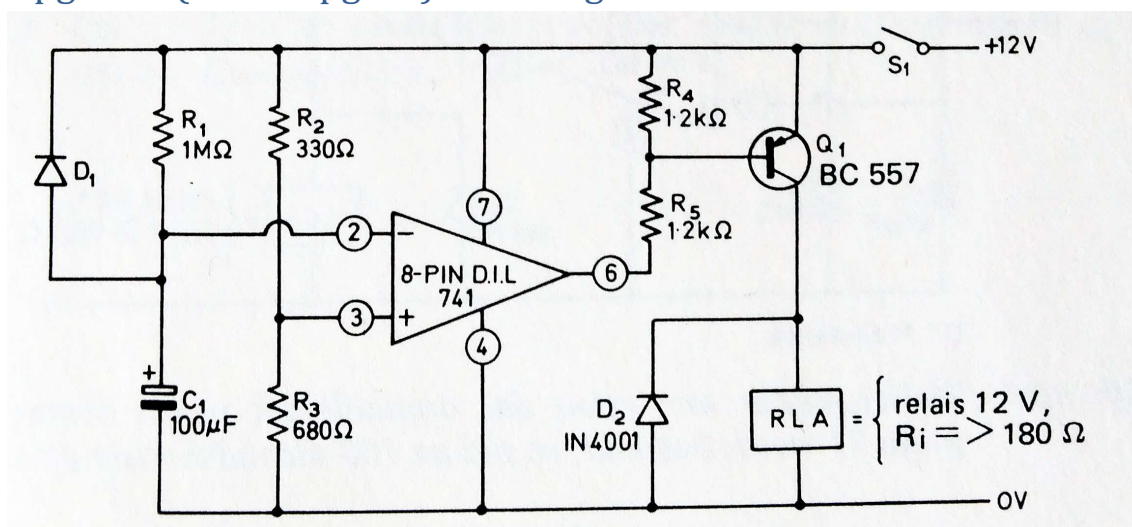 +12V
S₁
R₄
1·2kΩ
R₁
1MΩ
R₂
330Ω
Q₁
BC 557
D₁
7
R₅
1·2kΩ
2
−
8-PIN D.I.L
741
6
3
+
4
+
C₁
100µF
R₃
680Ω
D₂
IN4001
RLA
=
relais 12 V,
Ri=>180 Ω
0V